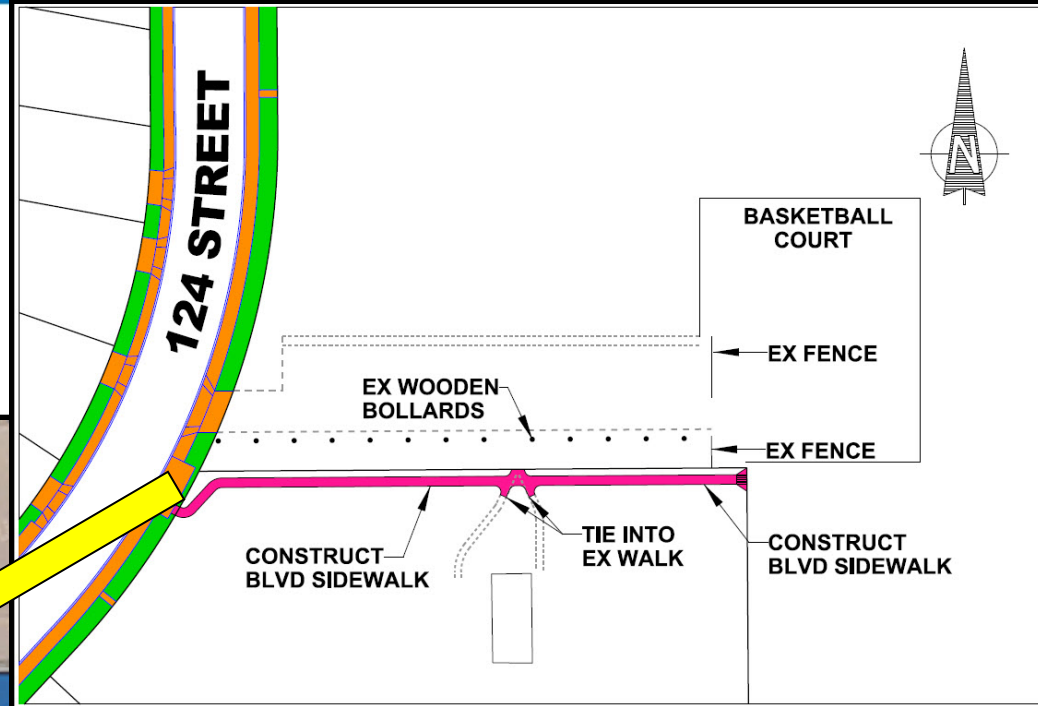 124 STREET
N
BASKETBALL
COURT
EX FENCE
EX WOODEN
BOLLARDS
EX FENCE
TIE INTO
EX WALK
CONSTRUCT
BLVD SIDEWALK
CONSTRUCT
BLVD SIDEWALK